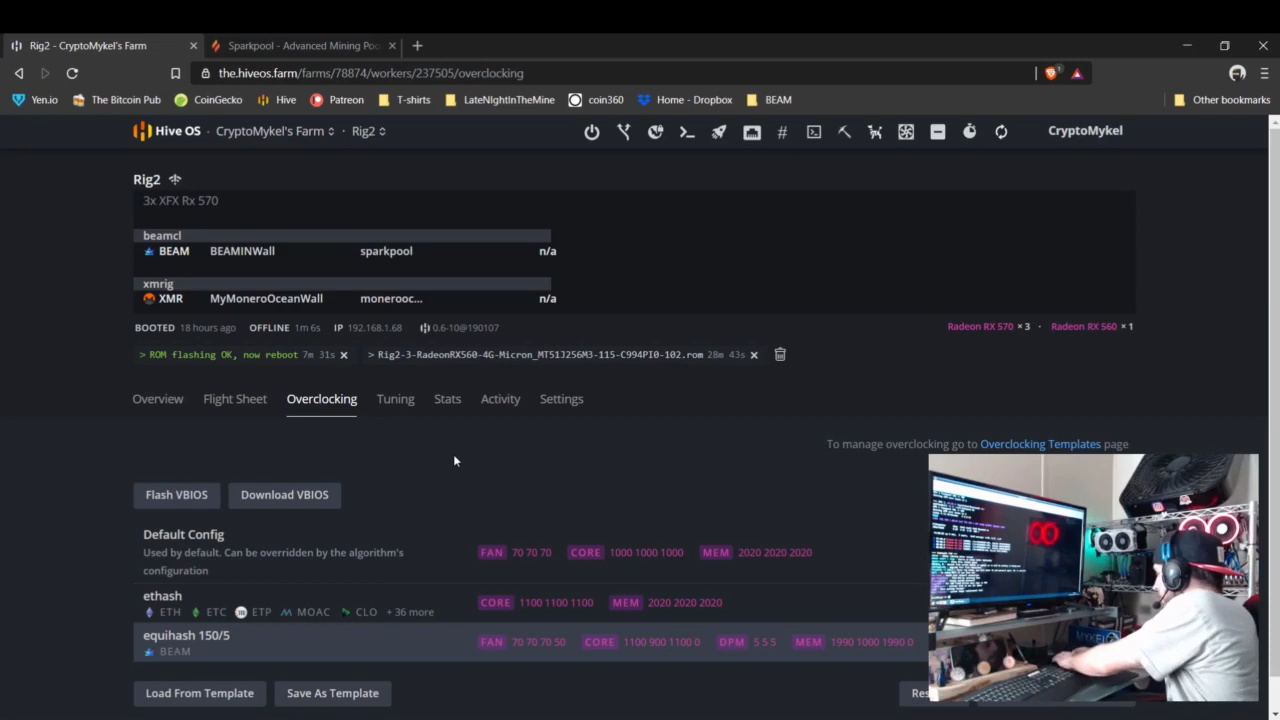 Rig2 - CryptoMykel's Farm
Sparkpool - Advanced Mining Poo
the.hiveos.farm/farms/78874/workers/237505/overclocking
1
Yen.io The Bitcoin Pub CoinGecko Hive Patreon T-shirts LateNIghtInTheMine coin360 Home - Dropbox BEAM Other bookmarks
Hive OS · CryptoMykel's Farm Rig2 CryptoMykel
Rig2
3x XFX Rx 570
beamcl
BEAM BEAMINWall sparkpool n/a
xmrig
XMR MyMoneroOceanWall monerooc... n/a
BOOTED 18 hours ago OFFLINE 1m 6s IP 192.168.1.68 0.6-10@190107 Radeon RX 570 × 3 · Radeon RX 560 × 1
> ROM flashing OK, now reboot 7m 31s > Rig2-3-RadeonRX560-4G-Micron_MT51J256M3-115-C994PI0-102.rom 28m 43s
Overview Flight Sheet Overclocking Tuning Stats Activity Settings
To manage overclocking go to Overclocking Templates page
Flash VBIOS Download VBIOS
Default Config
Used by default. Can be overridden by the algorithm's
configuration
FAN 70 70 70 CORE 1000 1000 1000 MEM 2020 2020 2020
ethash
ETH ETC ETP MOAC CLO + 36 more
CORE 1100 1100 1100 MEM 2020 2020 2020
equihash 150/5
BEAM
FAN 70 70 70 50 CORE 1100 900 1100 0 DPM 5 5 5 MEM 1990 1000 1990 0
Load From Template Save As Template